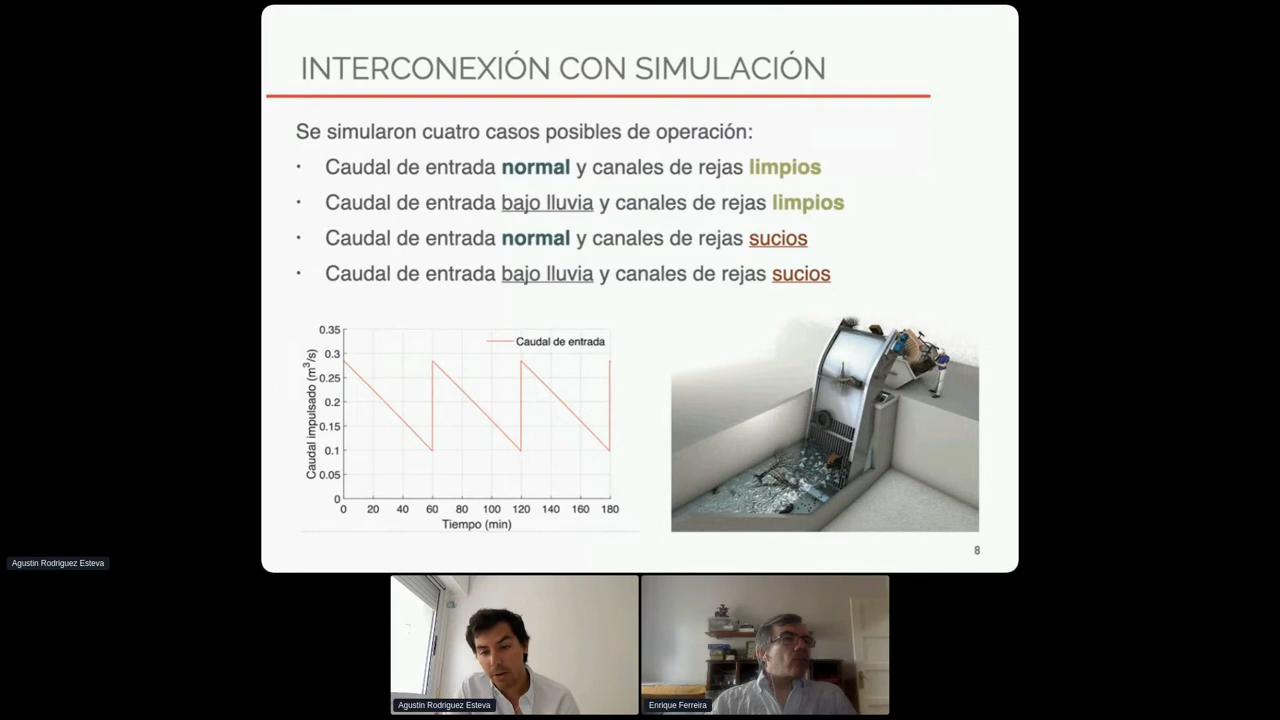 INTERCONEXIÓN CON SIMULACIÓN
Se simularon cuatro casos posibles de operación:
• Caudal de entrada normal y canales de rejas limpios
• Caudal de entrada bajo lluvia y canales de rejas limpios
• Caudal de entrada normal y canales de rejas sucios
• Caudal de entrada bajo lluvia y canales de rejas sucios
Caudal impulsado (m³/s)
0.35
0.3
0.25
0.2
0.15
0.1
0.05
0
Caudal de entrada
0 20 40 60 80 100 120 140 160 180
Tiempo (min)
8
Agustin Rodriguez Esteva
Agustin Rodriguez Esteva
Enrique Ferreira